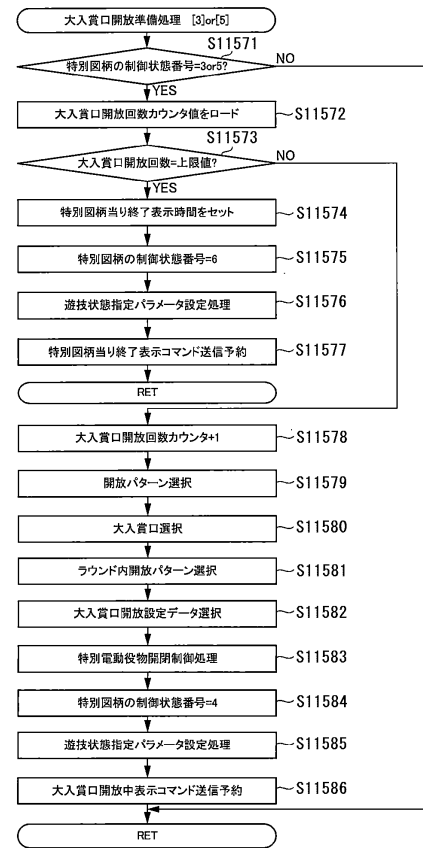 大入賞口開放準備処理 [3]or[5]
S11571
特別図柄の制御状態番号=3or5?
NO
YES
大入賞口開放回数カウンタ値をロード
S11572
S11573
大入賞口開放回数=上限値?
NO
YES
特別図柄当り終了表示時間をセット
S11574
特別図柄の制御状態番号=6
S11575
遊技状態指定パラメータ設定処理
S11576
特別図柄当り終了表示コマンド送信予約
S11577
RET
大入賞口開放回数カウンタ+1
S11578
開放パターン選択
S11579
大入賞口選択
S11580
ラウンド内開放パターン選択
S11581
大入賞口開放設定データ選択
S11582
特別電動役物開閉制御処理
S11583
特別図柄の制御状態番号=4
S11584
遊技状態指定パラメータ設定処理
S11585
大入賞口開放中表示コマンド送信予約
S11586
RET